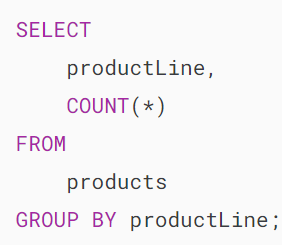 SELECT
    productLine,
    COUNT(*)
FROM
    products
GROUP BY productLine;